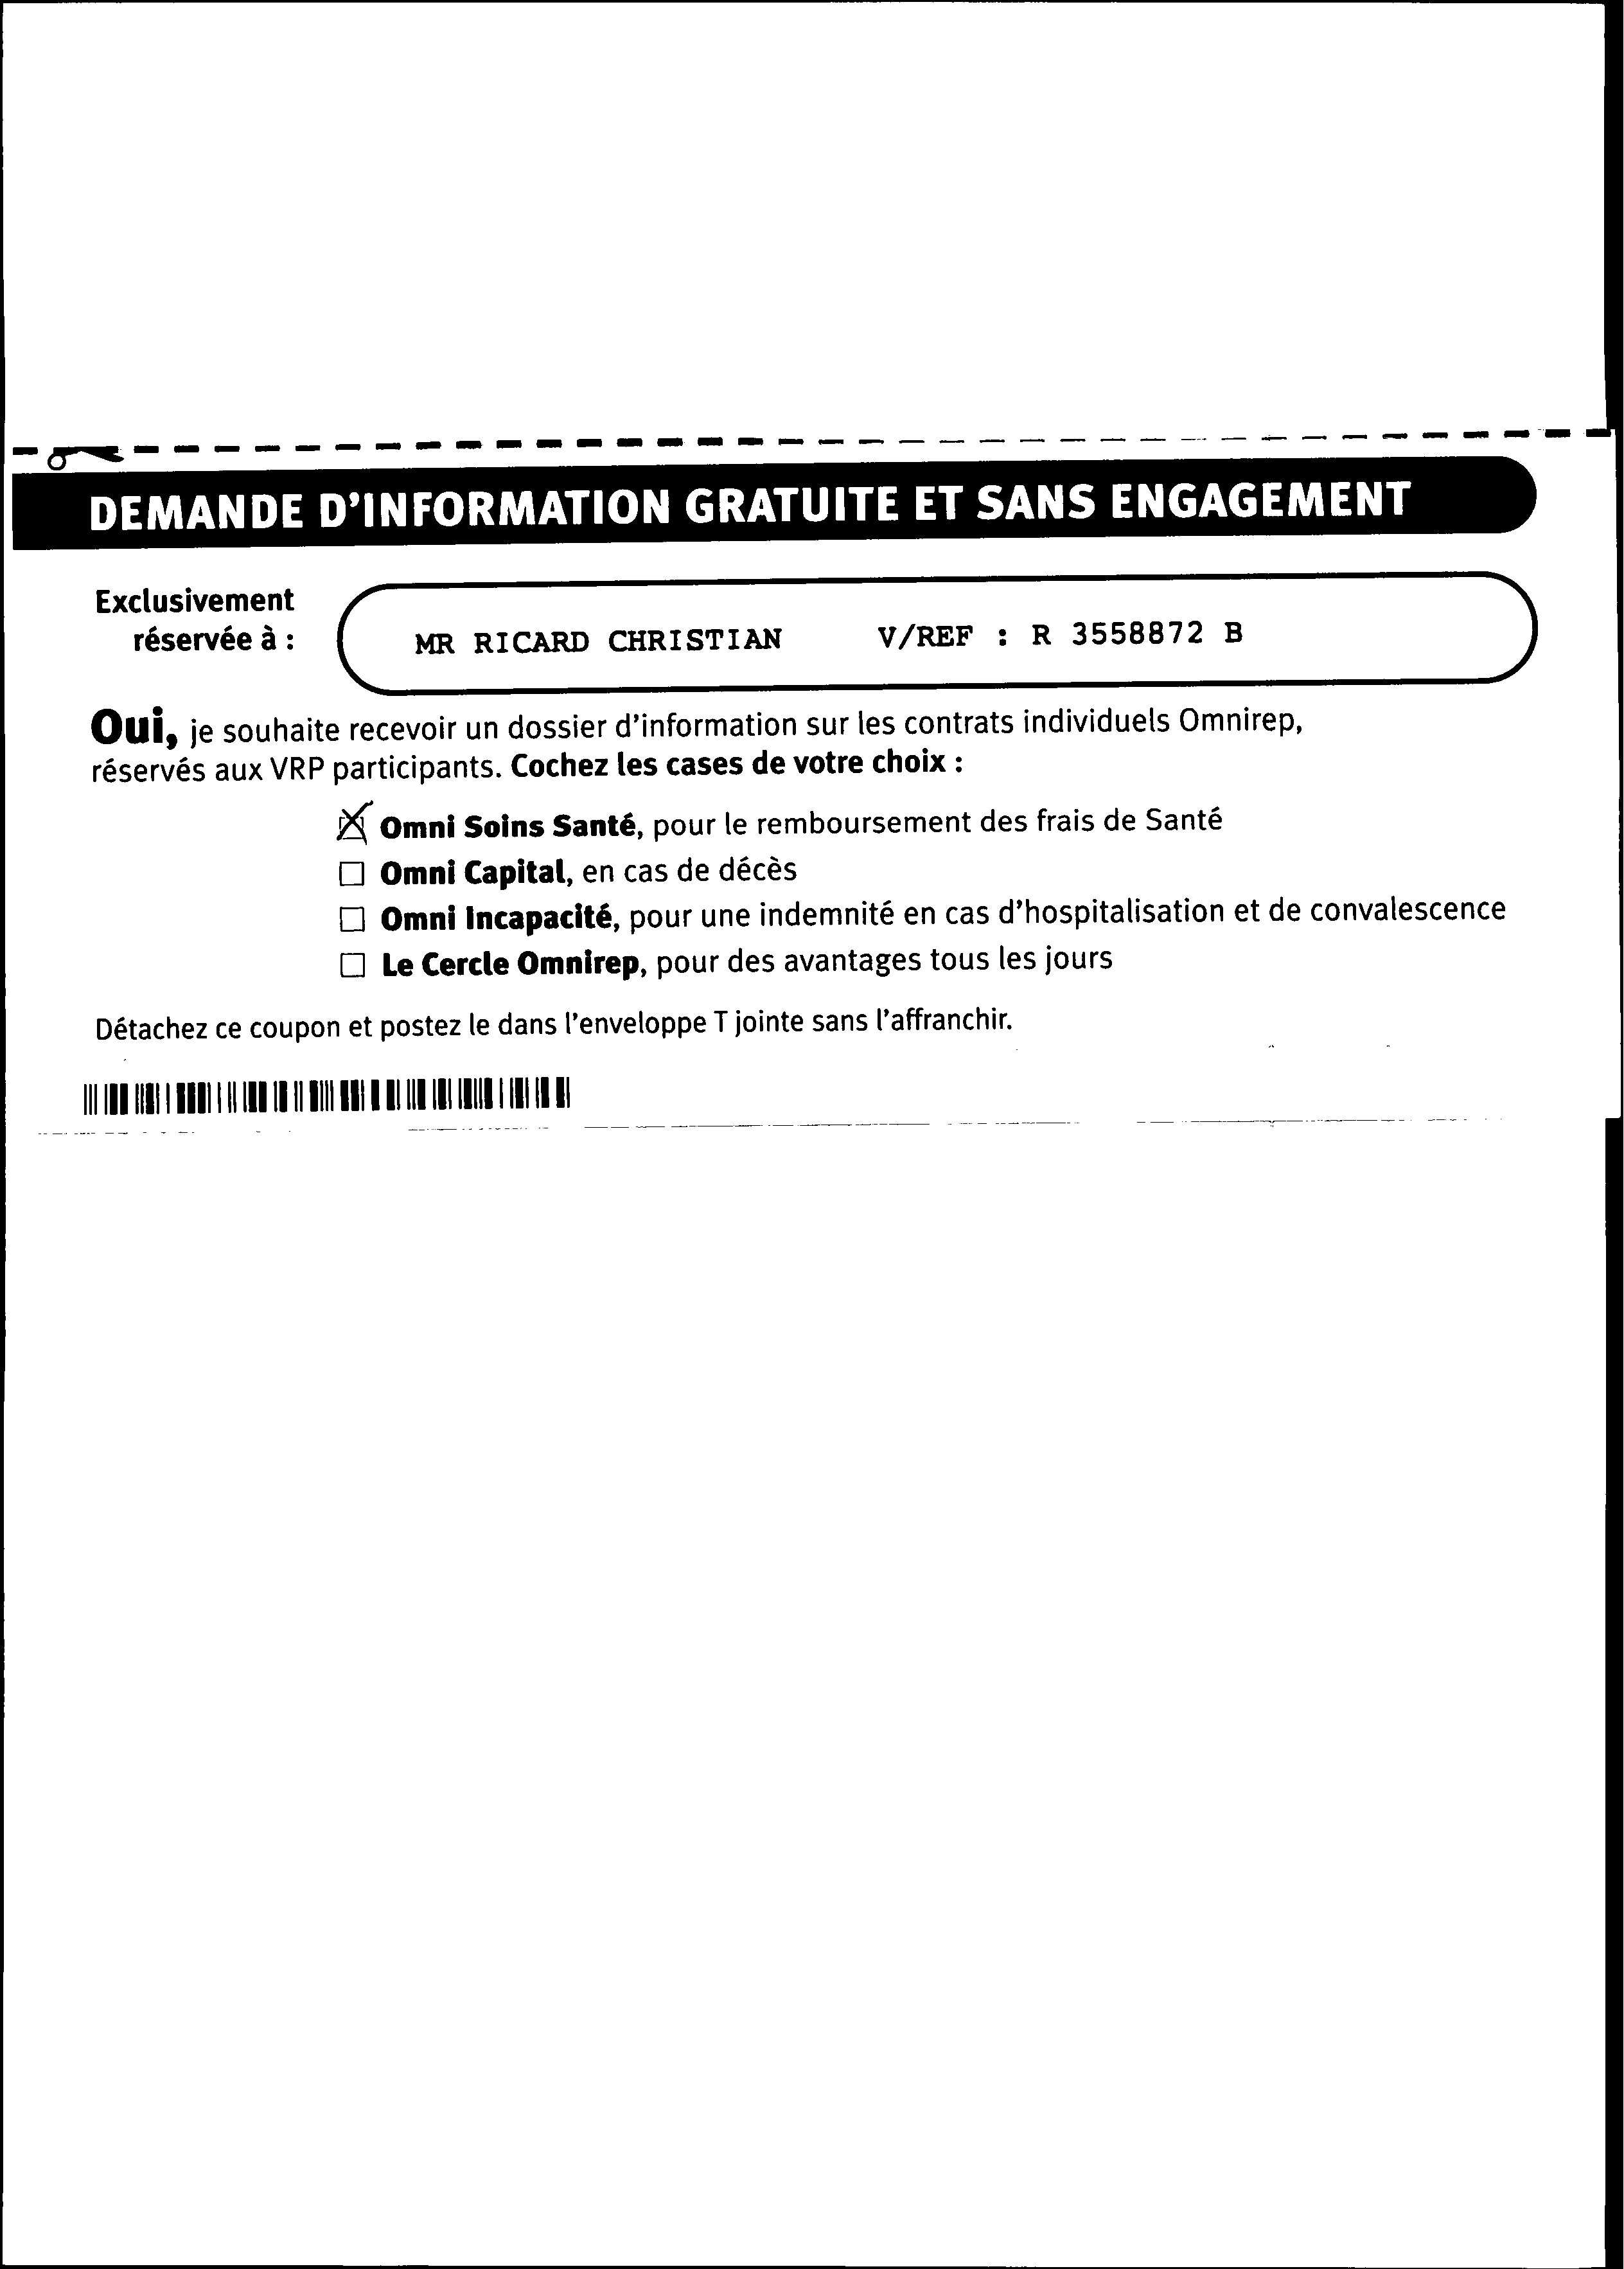 DEMANDE D'INFORMATION GRATUITE ET SANS ENGAGEMENT
Exclusivement
réservée à :
MR RICARD CHRISTIAN V/REF : R 3558872 B
Oui, je souhaite recevoir un dossier d'information sur les contrats individuels Omnirep,
réservés aux VRP participants. Cochez les cases de votre choix :
Omni Soins Santé, pour le remboursement des frais de Santé
Omni Capital, en cas de décès
Omni Incapacité, pour une indemnité en cas d'hospitalisation et de convalescence
Le Cercle Omnirep, pour des avantages tous les jours
Détachez ce coupon et postez le dans l'enveloppe T jointe sans l'affranchir.